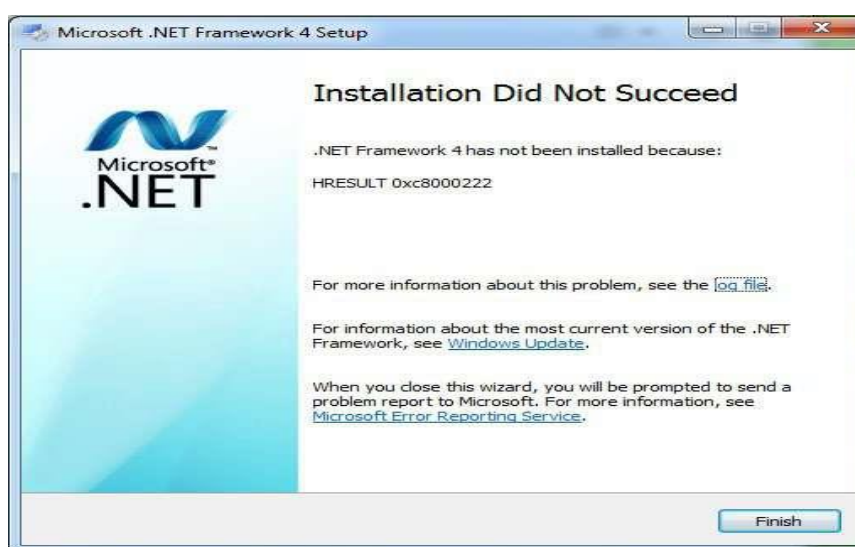 Microsoft .NET Framework 4 Setup
Installation Did Not Succeed
.NET Framework 4 has not been installed because:
HRESULT 0xc8000222
Microsoft®
.NET
For more information about this problem, see the log file.
For information about the most current version of the .NET
Framework, see Windows Update.
When you close this wizard, you will be prompted to send a
problem report to Microsoft. For more information, see
Microsoft Error Reporting Service.
Finish